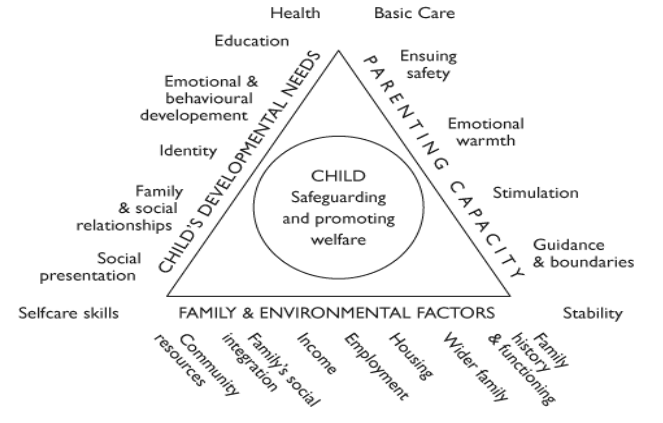 Health
Basic Care
Education
Ensuing
safety
Emotional &
behavioural
developement
Emotional
warmth
Identity
Stimulation
Family
& social
relationships
Guidance
& boundaries
Social
presentation
Selfcare skills
Stability
CHILD'S DEVELOPMENTAL NEEDS
PARENTING CAPACITY
CHILD
Safeguarding
and promoting
welfare
FAMILY & ENVIRONMENTAL FACTORS
Community
resources
Family's social
integration
Income
Employment
Housing
Wider family
Family
history
& functioning